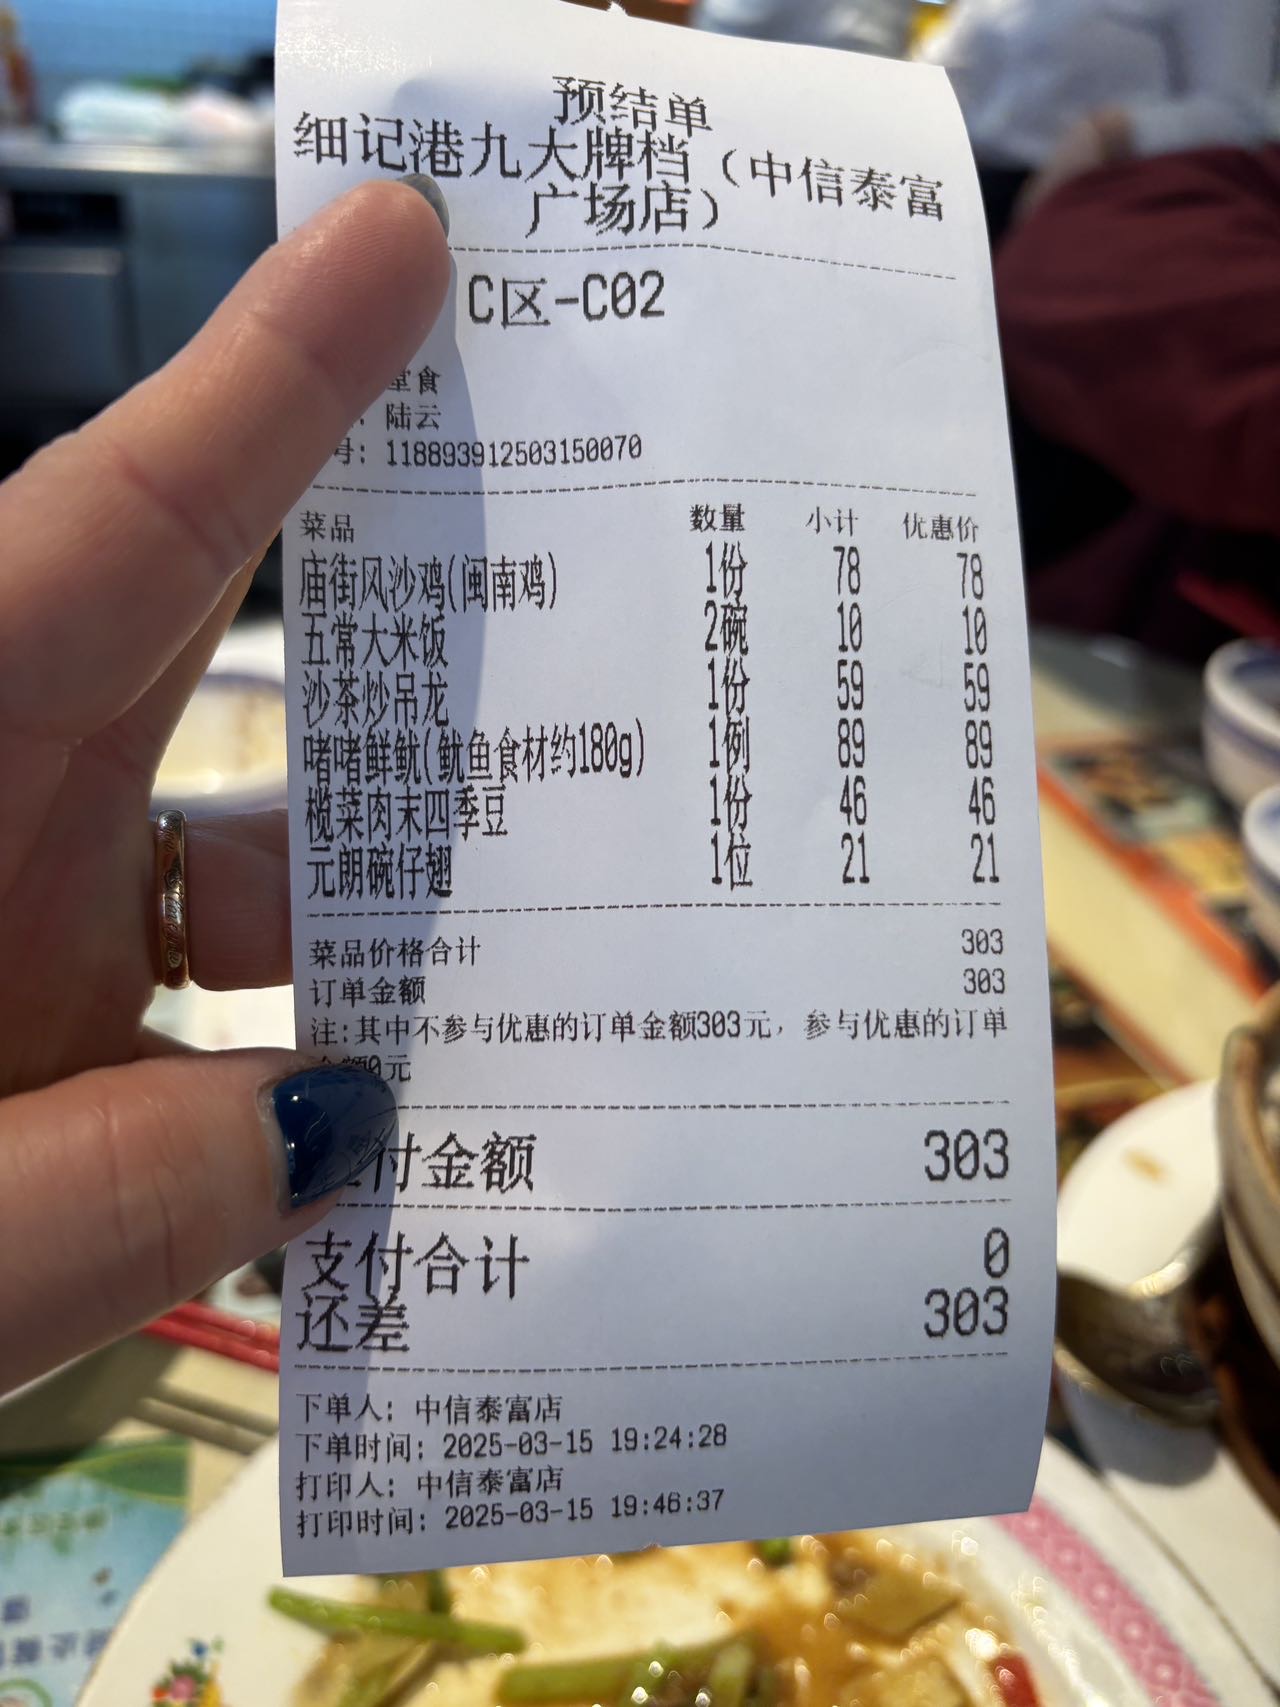 预结单
细记港九大牌档（中信泰富
广场店）
C区-C02
堂食
: 陆云
号: 118893912503150070
菜品 数量 小计 优惠价
庙街风沙鸡(闽南鸡) 1份 78 78
五常大米饭 2碗 10 10
沙茶炒吊龙 1份 59 59
啫啫鲜鱿(鱿鱼食材约180g) 1例 89 89
榄菜肉末四季豆 1份 46 46
元朗碗仔翅 1位 21 21
菜品价格合计 303
订单金额 303
注:其中不参与优惠的订单金额303元，参与优惠的订单
金额0元
付金额 303
支付合计 0
还差 303
下单人: 中信泰富店
下单时间: 2025-03-15 19:24:28
打印人: 中信泰富店
打印时间: 2025-03-15 19:46:37